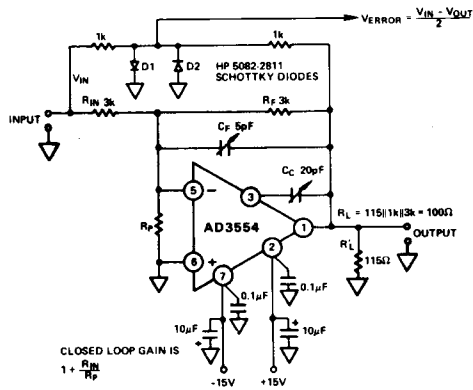 1k
1k
V_ERROR = (V_IN - V_OUT) / 2
D1
D2
HP 5082-2811
SCHOTTKY DIODES
V_IN
R_IN 3k
R_F 3k
INPUT
C_F 5pF
C_C 20pF
5 -
3
AD3554
1
R_P
6 +
2
7
R_L = 115||1k||3k = 100Ω
OUTPUT
R'_L
115Ω
0.1μF
0.1μF
10μF
+
+
10μF
CLOSED LOOP GAIN IS
1 + R_IN / R_P
-15V
+15V